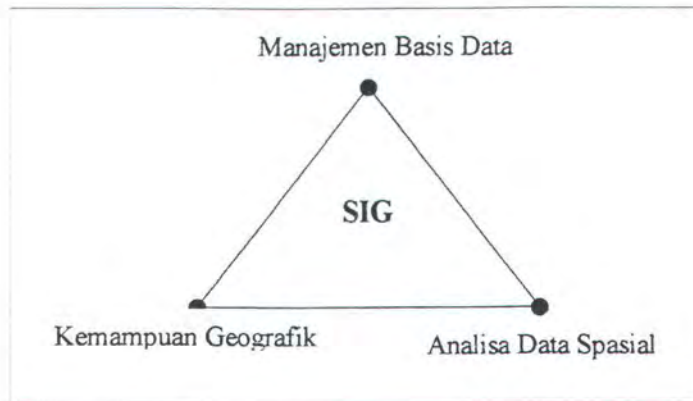 Manajemen Basis Data
SIG
Kemampuan Geografik
Analisa Data Spasial